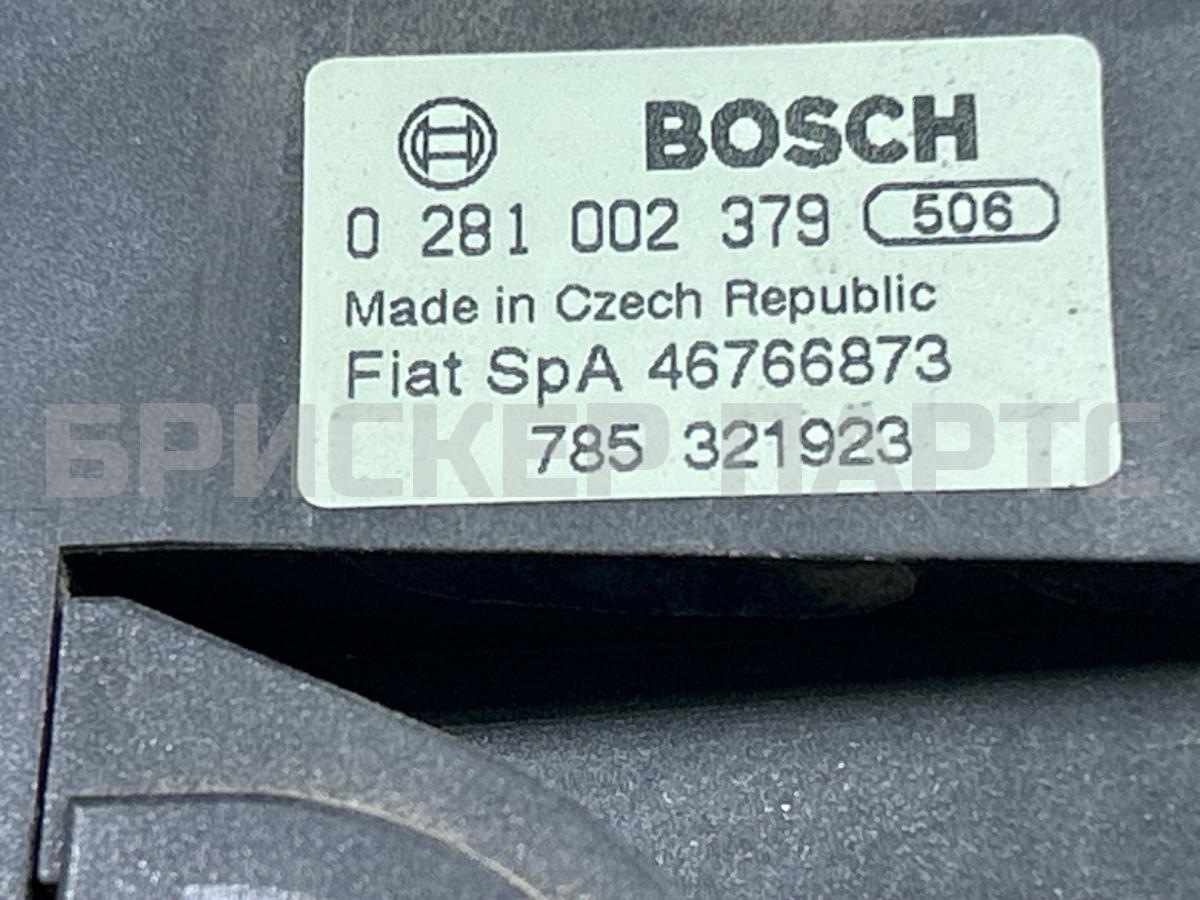 BOSCH
0 281 002 379 506
Made in Czech Republic
Fiat SpA 46766873
785 321923
БРИСКЕР ПАРТС